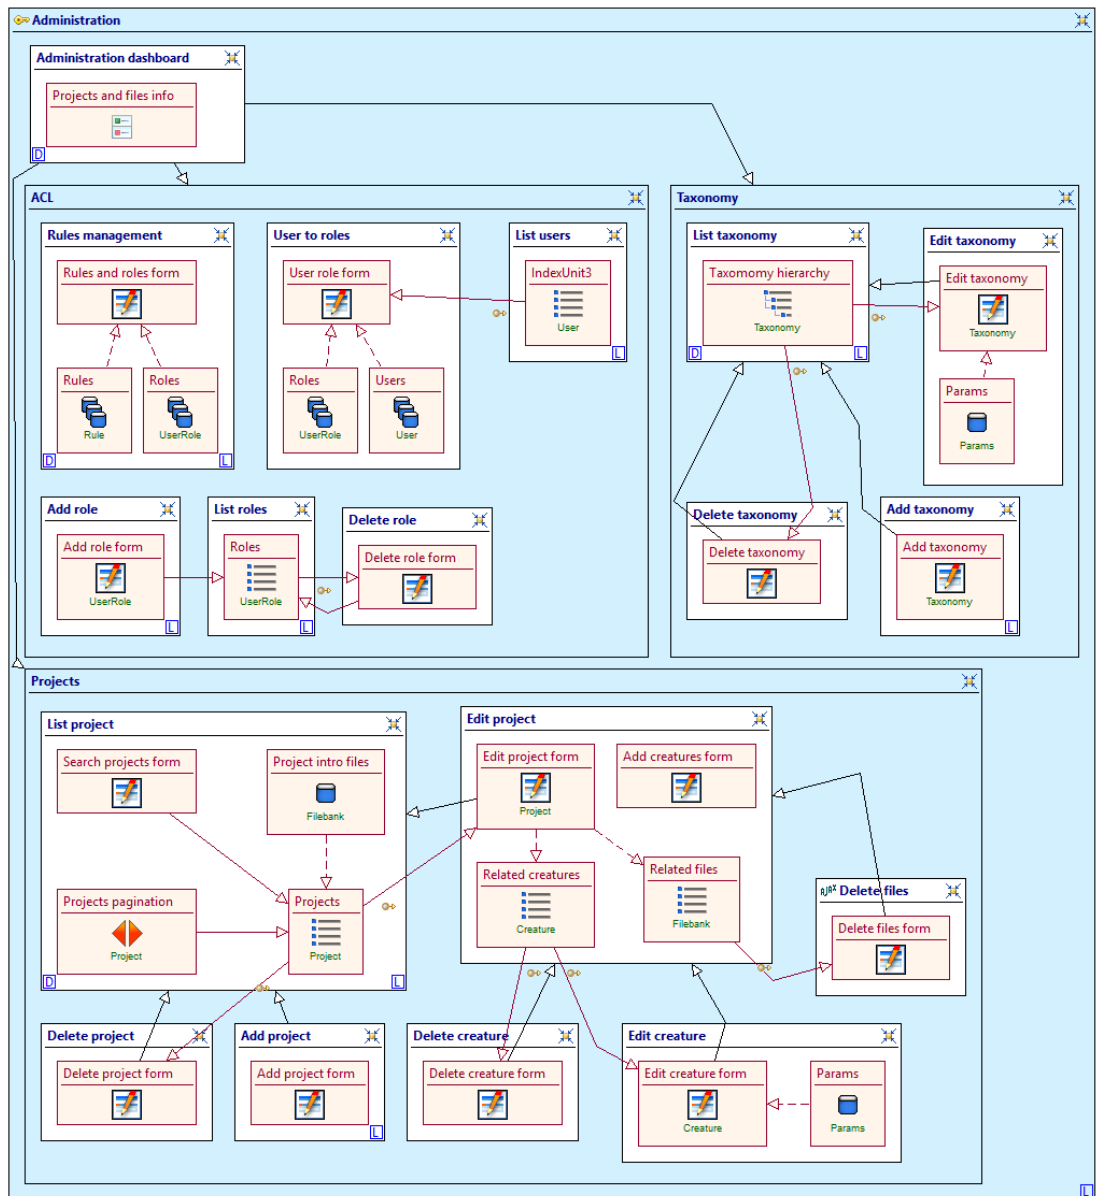 Administration
Administration dashboard
Projects and files info
D
ACL
Rules management
Rules and roles form
Rules
Rule
Roles
UserRole
D
L
User to roles
User role form
Roles
UserRole
Users
User
List users
IndexUnit3
User
L
Add role
Add role form
UserRole
L
List roles
Roles
UserRole
L
Delete role
Delete role form
Taxonomy
List taxonomy
Taxomomy hierarchy
Taxonomy
D
L
Edit taxonomy
Edit taxonomy
Taxonomy
Params
Params
Delete taxonomy
Delete taxonomy
Add taxonomy
Add taxonomy
Taxonomy
L
Projects
List project
Search projects form
Project intro files
Filebank
Projects pagination
Project
Projects
Project
D
L
Edit project
Edit project form
Project
Add creatures form
Related creatures
Creature
Related files
Filebank
AJAX Delete files
Delete files form
Delete project
Delete project form
Add project
Add project form
L
Delete creature
Delete creature form
Edit creature
Edit creature form
Creature
Params
Params
L